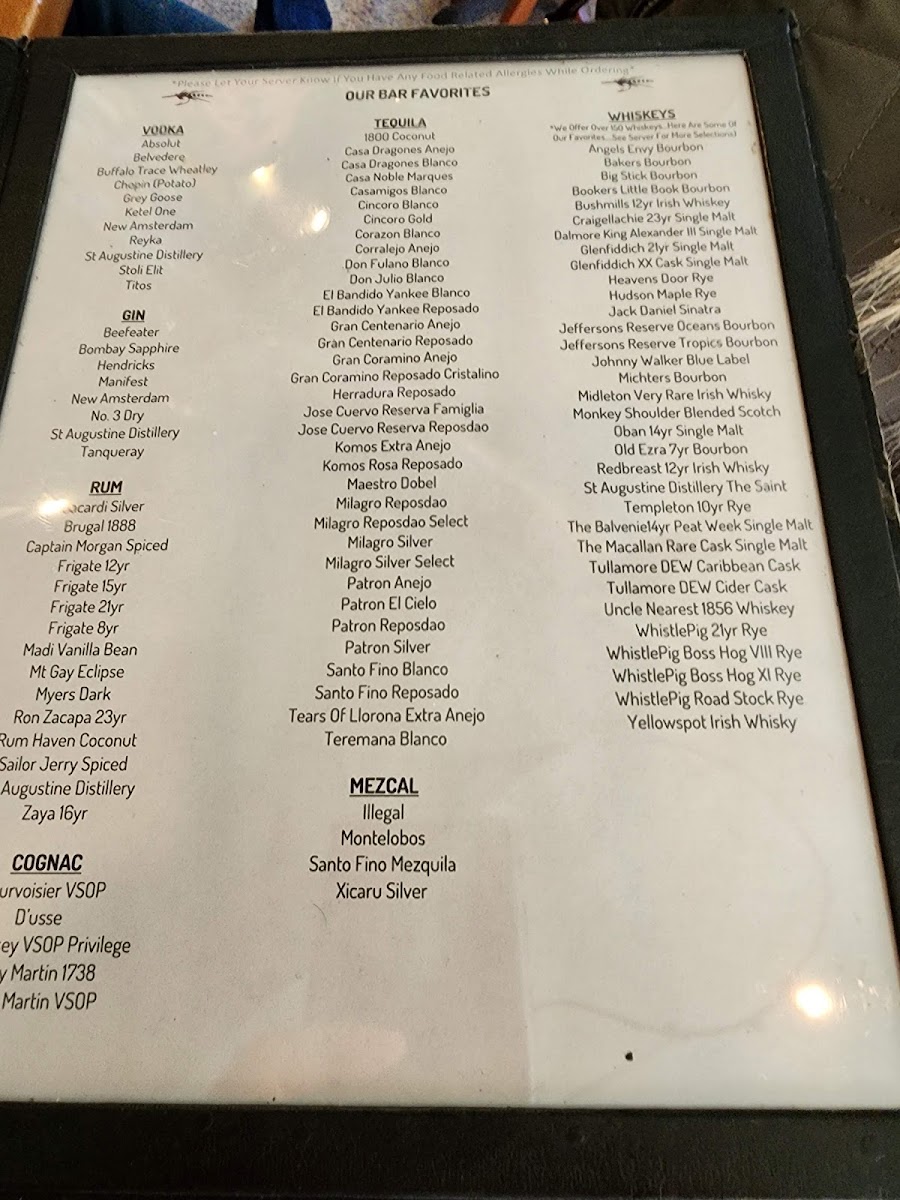 *Please Let Your Server Know If You Have Any Food Related Allergies While Ordering*
OUR BAR FAVORITES
VODKA
Absolut
Belvedere
Buffalo Trace Wheatley
Chopin (Potato)
Grey Goose
Ketel One
New Amsterdam
Reyka
St Augustine Distillery
Stoli Elit
Titos
GIN
Beefeater
Bombay Sapphire
Hendricks
Manifest
New Amsterdam
No. 3 Dry
St Augustine Distillery
Tanqueray
RUM
acardi Silver
Brugal 1888
Captain Morgan Spiced
Frigate 12yr
Frigate 15yr
Frigate 21yr
Frigate 8yr
Madi Vanilla Bean
Mt Gay Eclipse
Myers Dark
Ron Zacapa 23yr
Rum Haven Coconut
Sailor Jerry Spiced
Augustine Distillery
Zaya 16yr
COGNAC
urvoisier VSOP
D'usse
ey VSOP Privilege
y Martin 1738
Martin VSOP
TEQUILA
1800 Coconut
Casa Dragones Anejo
Casa Dragones Blanco
Casa Noble Marques
Casamigos Blanco
Cincoro Blanco
Cincoro Gold
Corazon Blanco
Corralejo Anejo
Don Fulano Blanco
Don Julio Blanco
El Bandido Yankee Blanco
El Bandido Yankee Reposado
Gran Centenario Anejo
Gran Centenario Reposado
Gran Coramino Anejo
Gran Coramino Reposado Cristalino
Herradura Reposado
Jose Cuervo Reserva Famiglia
Jose Cuervo Reserva Reposdao
Komos Extra Anejo
Komos Rosa Reposado
Maestro Dobel
Milagro Reposdao
Milagro Reposdao Select
Milagro Silver
Milagro Silver Select
Patron Anejo
Patron El Cielo
Patron Reposdao
Patron Silver
Santo Fino Blanco
Santo Fino Reposado
Tears Of Llorona Extra Anejo
Teremana Blanco
MEZCAL
Illegal
Montelobos
Santo Fino Mezquila
Xicaru Silver
WHISKEYS
*We Offer Over 150 Whiskeys...Here Are Some Of
Our Favorites...See Server For More Selections)
Angels Envy Bourbon
Bakers Bourbon
Big Stick Bourbon
Bookers Little Book Bourbon
Bushmills 12yr Irish Whiskey
Craigellachie 23yr Single Malt
Dalmore King Alexander III Single Malt
Glenfiddich 21yr Single Malt
Glenfiddich XX Cask Single Malt
Heavens Door Rye
Hudson Maple Rye
Jack Daniel Sinatra
Jeffersons Reserve Oceans Bourbon
Jeffersons Reserve Tropics Bourbon
Johnny Walker Blue Label
Michters Bourbon
Midleton Very Rare Irish Whisky
Monkey Shoulder Blended Scotch
Oban 14yr Single Malt
Old Ezra 7yr Bourbon
Redbreast 12yr Irish Whisky
St Augustine Distillery The Saint
Templeton 10yr Rye
The Balvenie14yr Peat Week Single Malt
The Macallan Rare Cask Single Malt
Tullamore DEW Caribbean Cask
Tullamore DEW Cider Cask
Uncle Nearest 1856 Whiskey
WhistlePig 21yr Rye
WhistlePig Boss Hog VIII Rye
WhistlePig Boss Hog XI Rye
WhistlePig Road Stock Rye
Yellowspot Irish Whisky